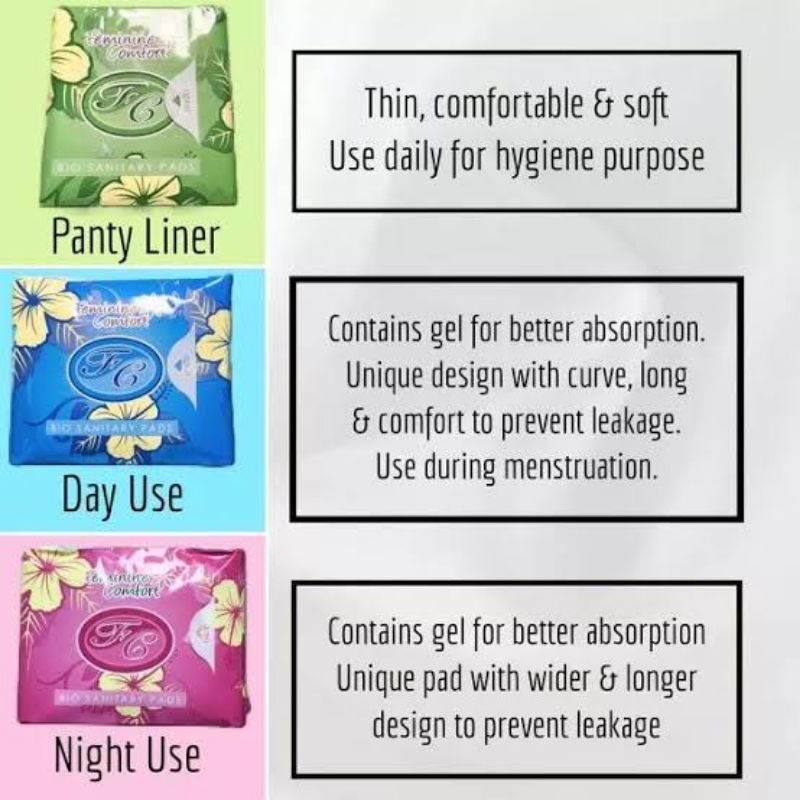 Feminine
Comfort
FC
BIO SANITARY PADS
Panty Liner
Thin, comfortable & soft
Use daily for hygiene purpose
Feminine
Comfort
FC
BIO SANITARY PADS
Day Use
Contains gel for better absorption.
Unique design with curve, long
& comfort to prevent leakage.
Use during menstruation.
Feminine
Comfort
FC
BIO SANITARY PADS
Night Use
Contains gel for better absorption
Unique pad with wider & longer
design to prevent leakage